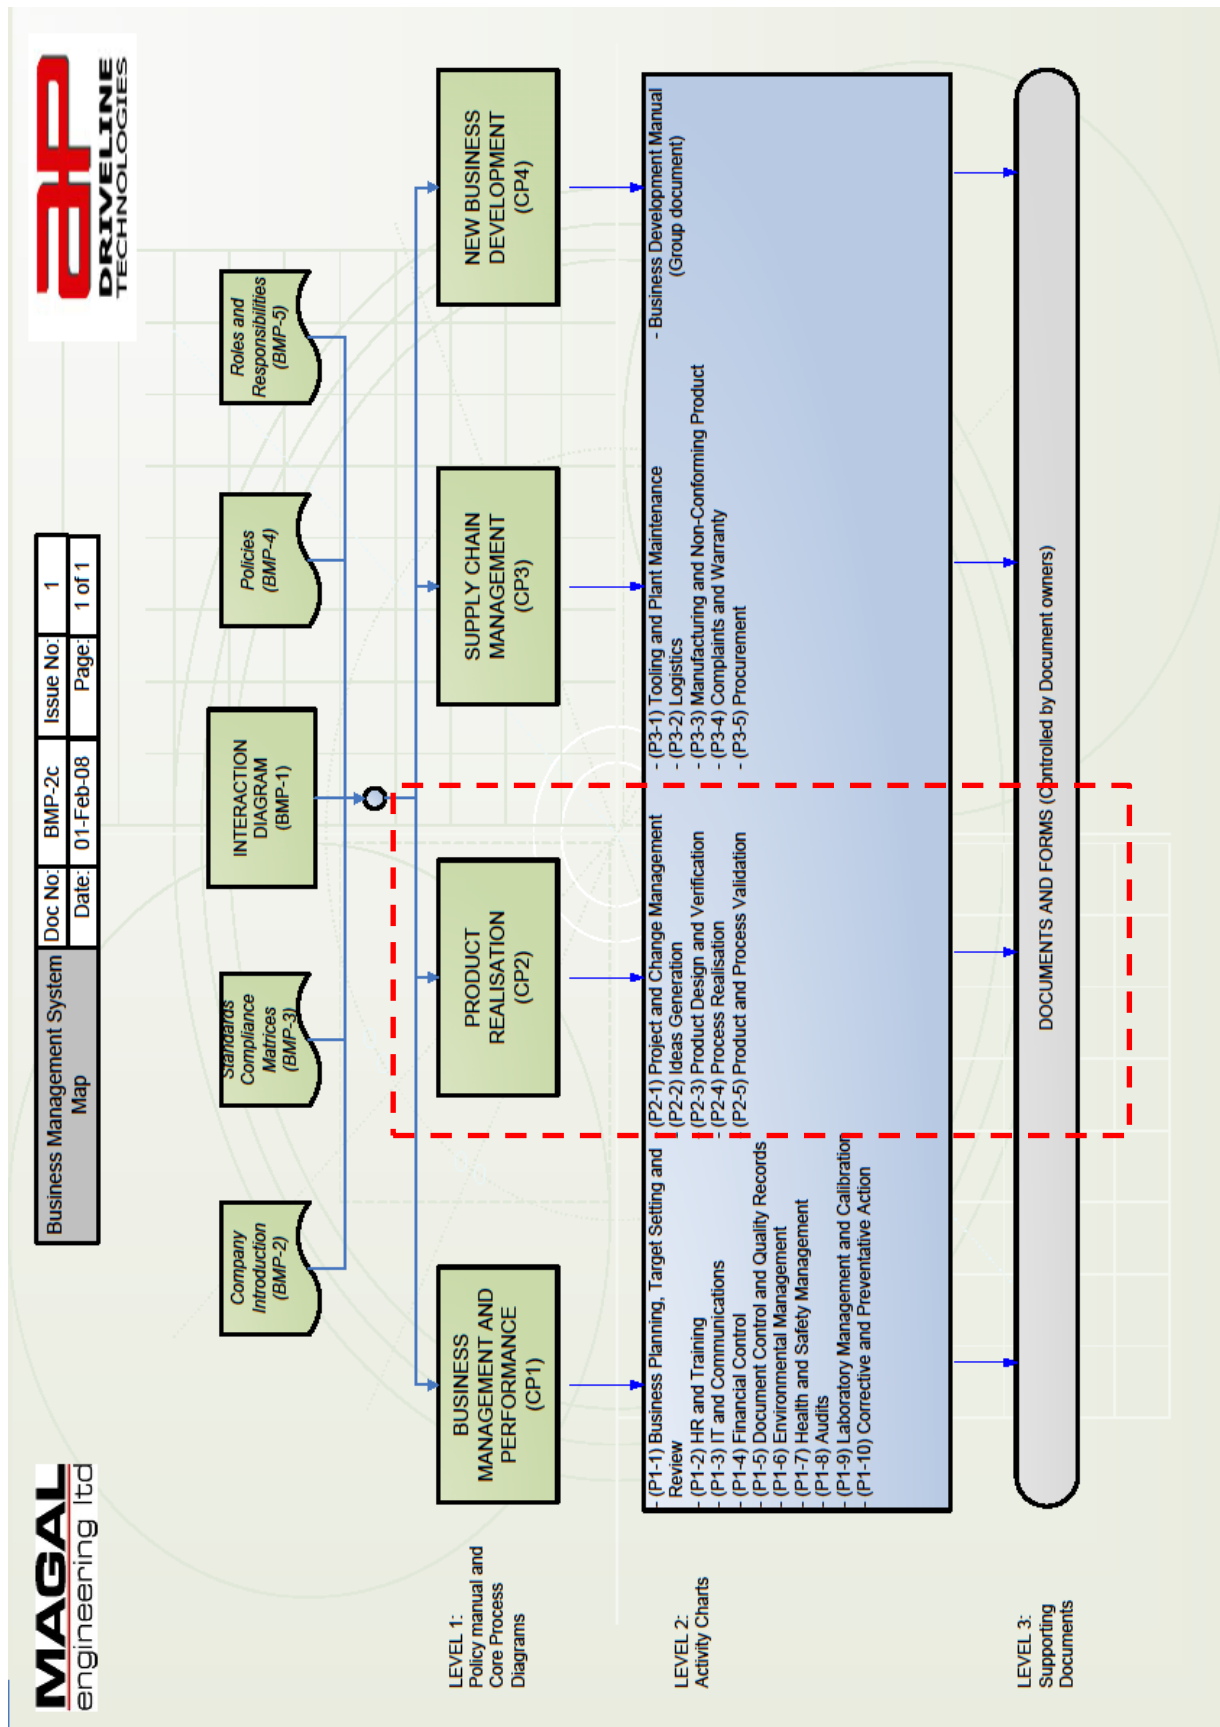 MAGAL
engineering ltd
Business Management System
Map
Doc No:
BMP-2c
Issue No:
1
Date:
01-Feb-08
Page:
1 of 1
ap
DRIVELINE
TECHNOLOGIES
Company
Introduction
(BMP-2)
Standards
Compliance
Matrices
(BMP-3)
INTERACTION
DIAGRAM
(BMP-1)
Policies
(BMP-4)
Roles and
Responsibilities
(BMP-5)
LEVEL 1:
Policy manual and
Core Process
Diagrams
BUSINESS
MANAGEMENT AND
PERFORMANCE
(CP1)
PRODUCT
REALISATION
(CP2)
SUPPLY CHAIN
MANAGEMENT
(CP3)
NEW BUSINESS
DEVELOPMENT
(CP4)
LEVEL 2:
Activity Charts
- (P1-1) Business Planning, Target Setting and
Review
- (P1-2) HR and Training
- (P1-3) IT and Communications
- (P1-4) Financial Control
- (P1-5) Document Control and Quality Records
- (P1-6) Environmental Management
- (P1-7) Health and Safety Management
- (P1-8) Audits
- (P1-9) Laboratory Management and Calibration
- (P1-10) Corrective and Preventative Action
- (P2-1) Project and Change Management
- (P2-2) Ideas Generation
- (P2-3) Product Design and Verification
- (P2-4) Process Realisation
- (P2-5) Product and Process Validation
- (P3-1) Tooling and Plant Maintenance
- (P3-2) Logistics
- (P3-3) Manufacturing and Non-Conforming Product
- (P3-4) Complaints and Warranty
- (P3-5) Procurement
- Business Development Manual
(Group document)
LEVEL 3:
Supporting
Documents
DOCUMENTS AND FORMS (Controlled by Document owners)